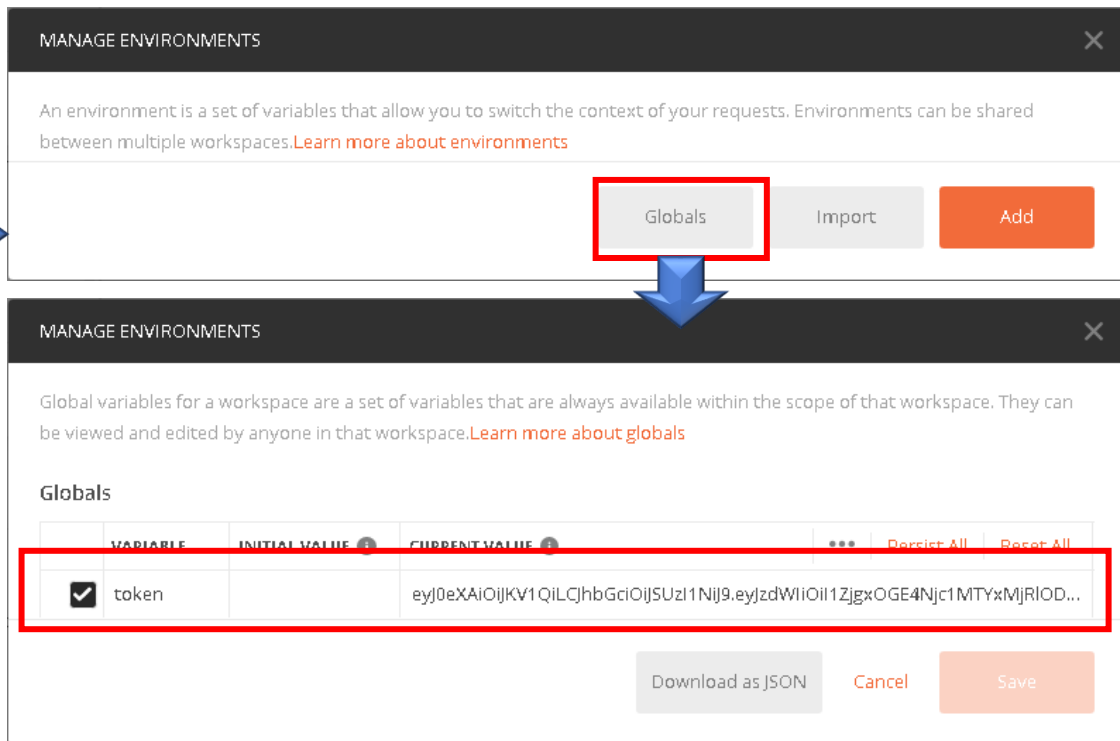 MANAGE ENVIRONMENTS
An environment is a set of variables that allow you to switch the context of your requests. Environments can be shared
between multiple workspaces.Learn more about environments
Globals Import Add
MANAGE ENVIRONMENTS
Global variables for a workspace are a set of variables that are always available within the scope of that workspace. They can
be viewed and edited by anyone in that workspace.Learn more about globals
Globals
VARIABLE INITIAL VALUE CURRENT VALUE ••• Persist All Reset All
token eyJ0eXAiOiJKV1QiLCJhbGciOiJSUzI1NiJ9.eyJzdWIiOiI1ZjgxOGE4Njc1MTYxMjRlOD...
Download as JSON Cancel Save